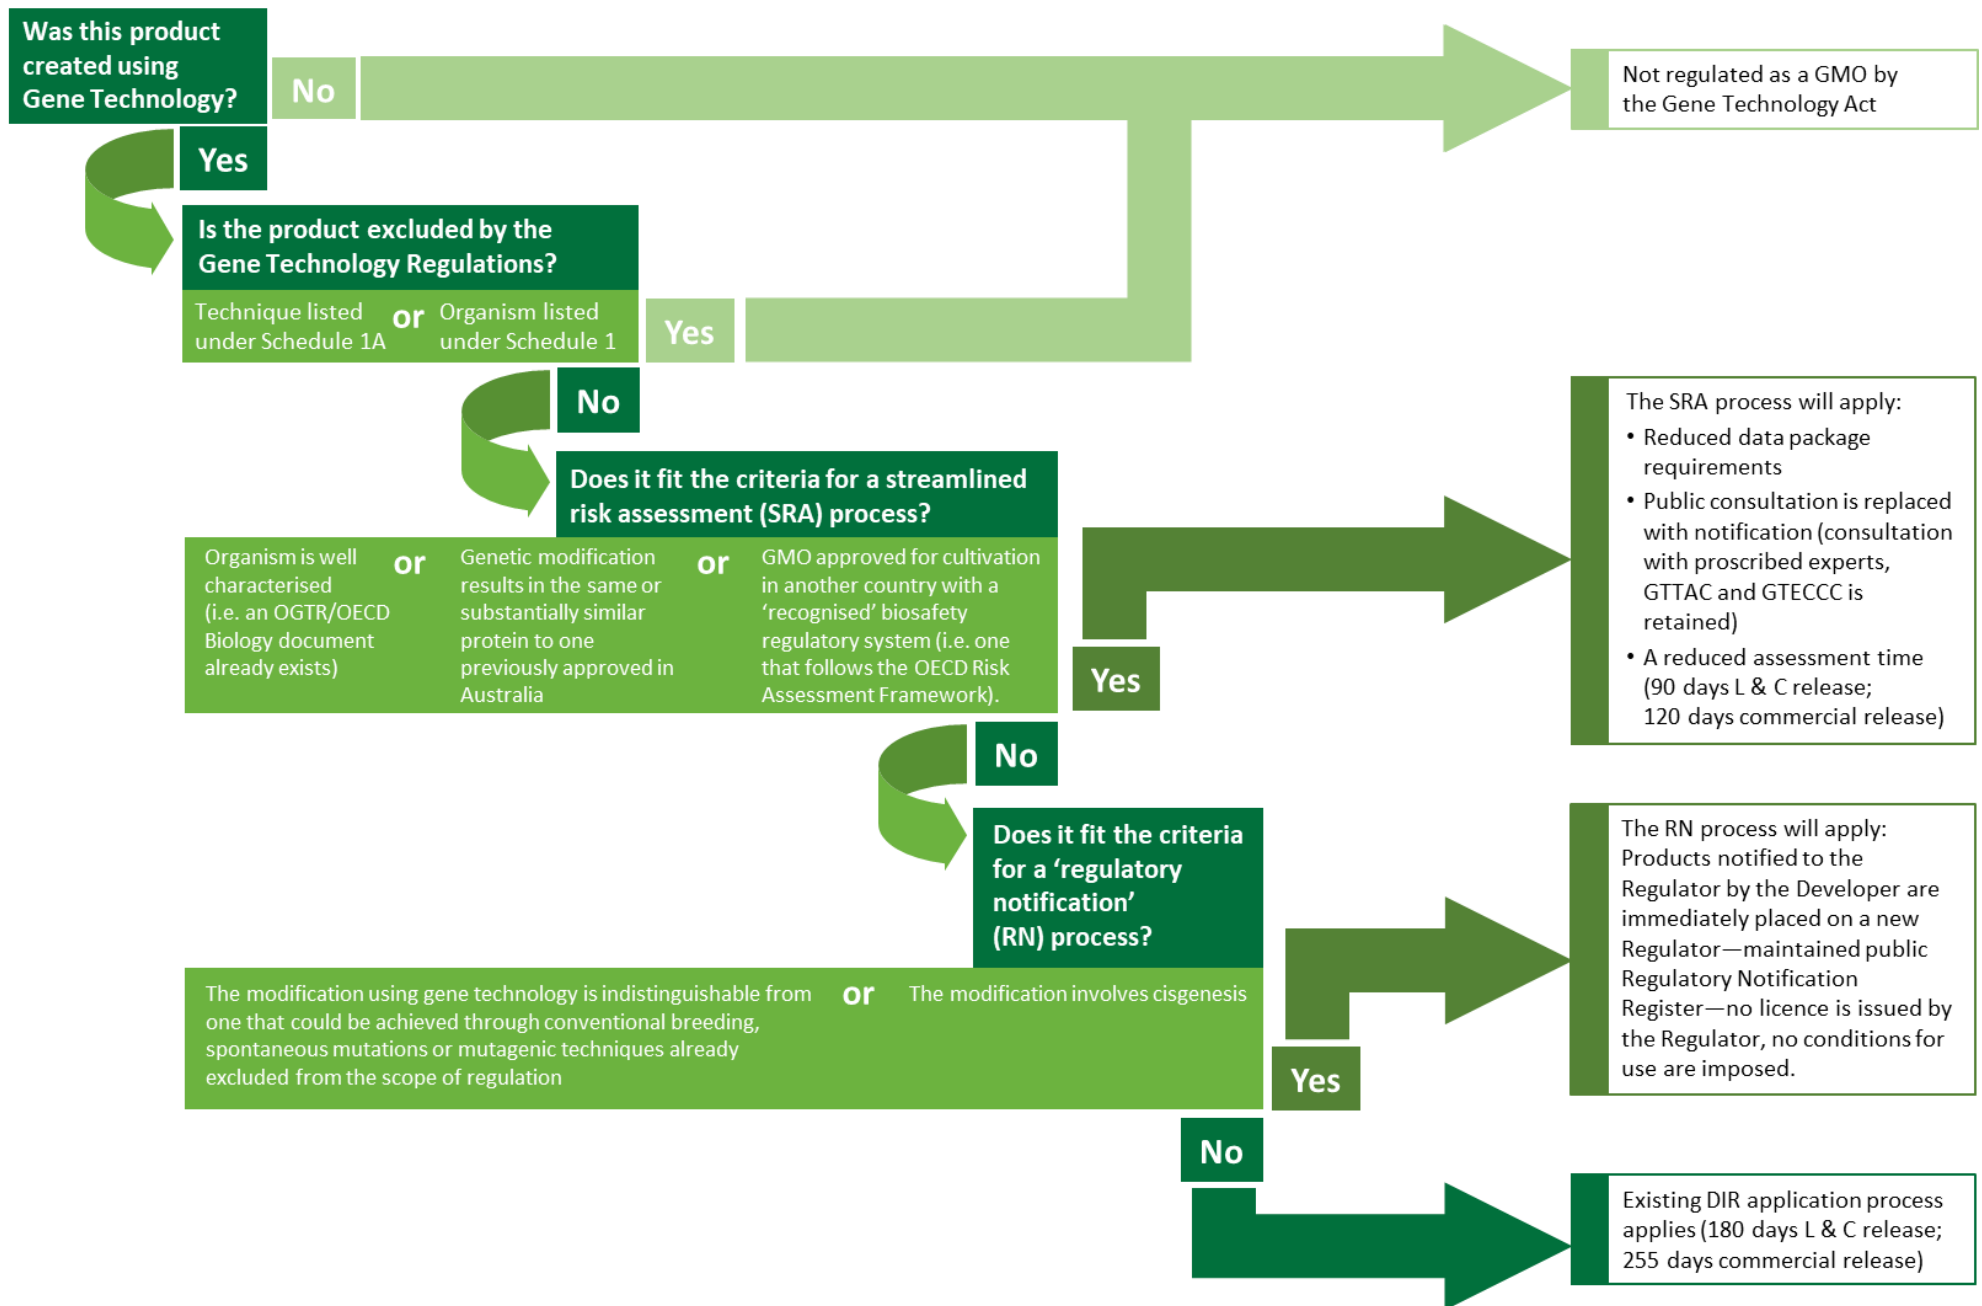 Was this product
created using
Gene Technology?
No
Not regulated as a GMO by
the Gene Technology Act
Yes
Is the product excluded by the
Gene Technology Regulations?
Technique listed
under Schedule 1A
or
Organism listed
under Schedule 1
Yes
No
Does it fit the criteria for a streamlined
risk assessment (SRA) process?
Organism is well
characterised
(i.e. an OGTR/OECD
Biology document
already exists)
or
Genetic modification
results in the same or
substantially similar
protein to one
previously approved in
Australia
or
GMO approved for cultivation
in another country with a
‘recognised’ biosafety
regulatory system (i.e. one
that follows the OECD Risk
Assessment Framework).
Yes
The SRA process will apply:
• Reduced data package
requirements
• Public consultation is replaced
with notification (consultation
with proscribed experts,
GTTAC and GTECCC is
retained)
• A reduced assessment time
(90 days L & C release;
120 days commercial release)
No
Does it fit the criteria
for a ‘regulatory
notification’
(RN) process?
The modification using gene technology is indistinguishable from
one that could be achieved through conventional breeding,
spontaneous mutations or mutagenic techniques already
excluded from the scope of regulation
or
The modification involves cisgenesis
Yes
The RN process will apply:
Products notified to the
Regulator by the Developer are
immediately placed on a new
Regulator—maintained public
Regulatory Notification
Register—no licence is issued by
the Regulator, no conditions for
use are imposed.
No
Existing DIR application process
applies (180 days L & C release;
255 days commercial release)